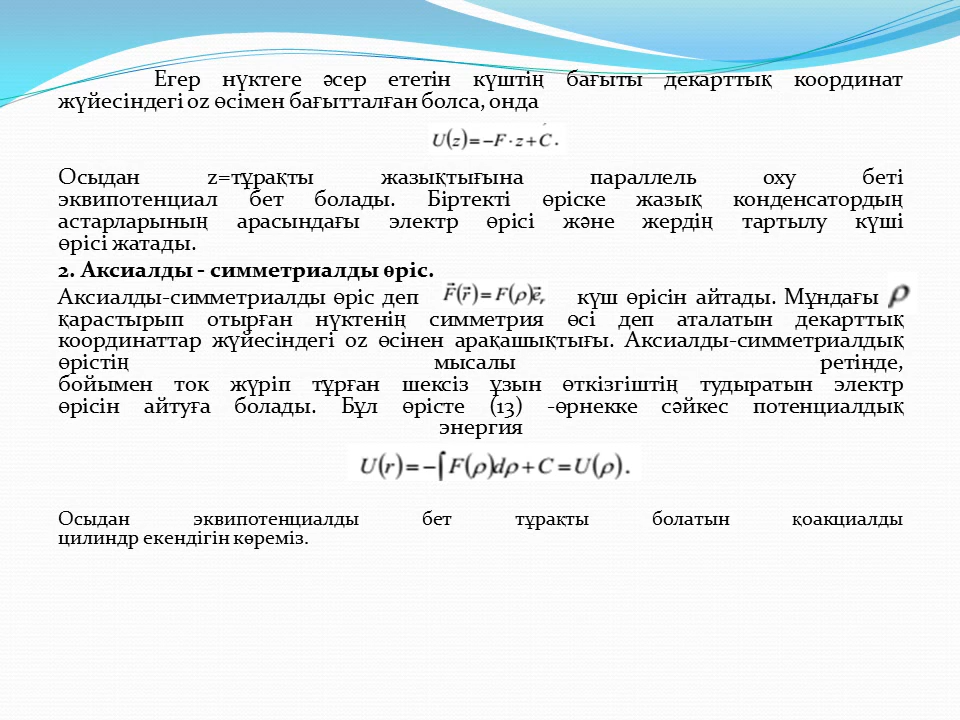 Егер нүктеге әсер ететін күштің бағыты декарттық координат
жүйесіндегі oz өсімен бағытталған болса, онда
U(z)=−F·z+C.
Осыдан z=тұрақты жазықтығына параллель оху беті
эквипотенциал бет болады. Біртекті өріске жазық конденсатордың
астарларының арасындағы электр өрісі және жердің тартылу күші
өрісі жатады.
2. Аксиалды - симметриалды өріс.
Аксиалды-симметриалды өріс деп F⃗(r⃗)=F(ρ)e⃗ᵣ күш өрісін айтады. Мұндағы ρ
қарастырып отырған нүктенің симметрия өсі деп аталатын декарттық
координаттар жүйесіндегі oz өсінен арақашықтығы. Аксиалды-симметриалдық
өрістің мысалы ретінде,
бойымен ток жүріп тұрған шексіз ұзын өткізгіштің тудыратын электр
өрісін айтуға болады. Бұл өрісте (13) -өрнекке сәйкес потенциалдық
энергия
U(r)=−∫F(ρ)dρ+C=U(ρ).
Осыдан эквипотенциалды бет тұрақты болатын қоакциалды
цилиндр екендігін көреміз.